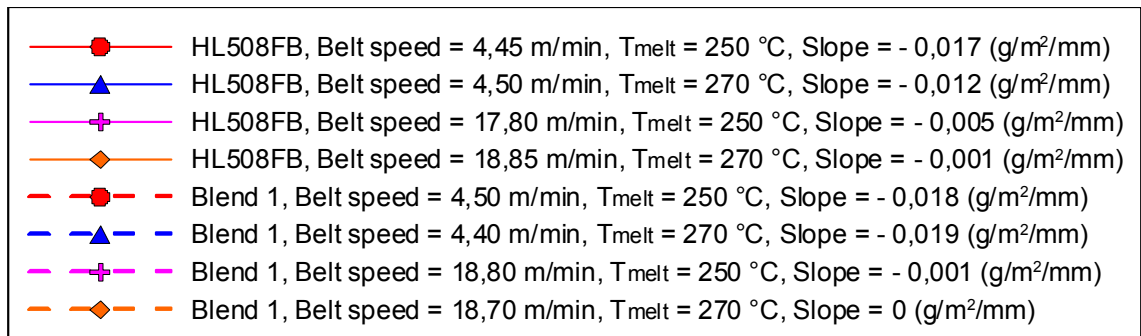 HL508FB, Belt speed = 4,45 m/min, Tmelt = 250 °C, Slope = - 0,017 (g/m²/mm)
HL508FB, Belt speed = 4,50 m/min, Tmelt = 270 °C, Slope = - 0,012 (g/m²/mm)
HL508FB, Belt speed = 17,80 m/min, Tmelt = 250 °C, Slope = - 0,005 (g/m²/mm)
HL508FB, Belt speed = 18,85 m/min, Tmelt = 270 °C, Slope = - 0,001 (g/m²/mm)
Blend 1, Belt speed = 4,50 m/min, Tmelt = 250 °C, Slope = - 0,018 (g/m²/mm)
Blend 1, Belt speed = 4,40 m/min, Tmelt = 270 °C, Slope = - 0,019 (g/m²/mm)
Blend 1, Belt speed = 18,80 m/min, Tmelt = 250 °C, Slope = - 0,001 (g/m²/mm)
Blend 1, Belt speed = 18,70 m/min, Tmelt = 270 °C, Slope = 0 (g/m²/mm)